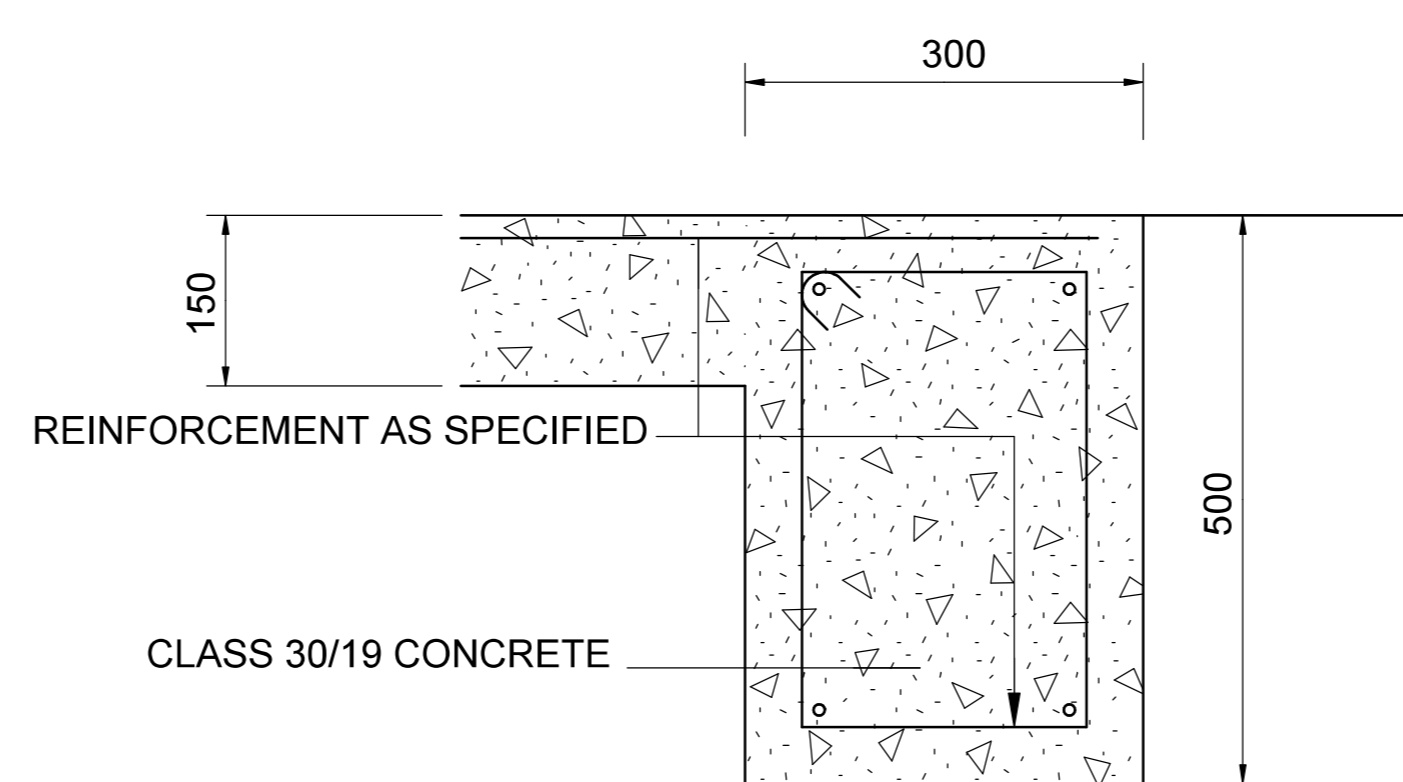 300
150
REINFORCEMENT AS SPECIFIED
500
CLASS 30/19 CONCRETE